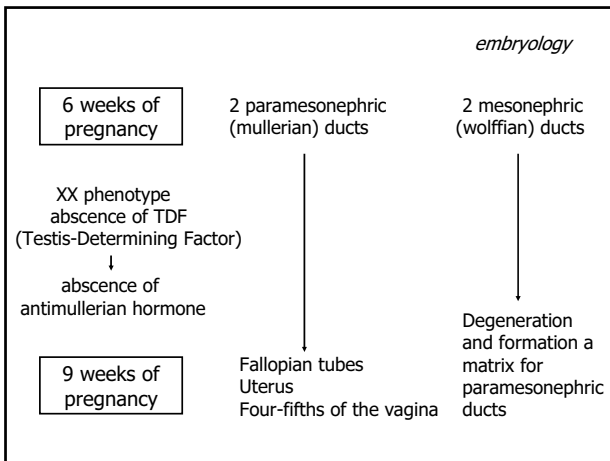 embryology
6 weeks of
pregnancy
2 paramesonephric
(mullerian) ducts
2 mesonephric
(wolffian) ducts
XX phenotype
absence of TDF
(Testis-Determining Factor)
absence of
antimullerian hormone
9 weeks of
pregnancy
Fallopian tubes
Uterus
Four-fifths of the vagina
Degeneration
and formation a
matrix for
paramesonephric
ducts